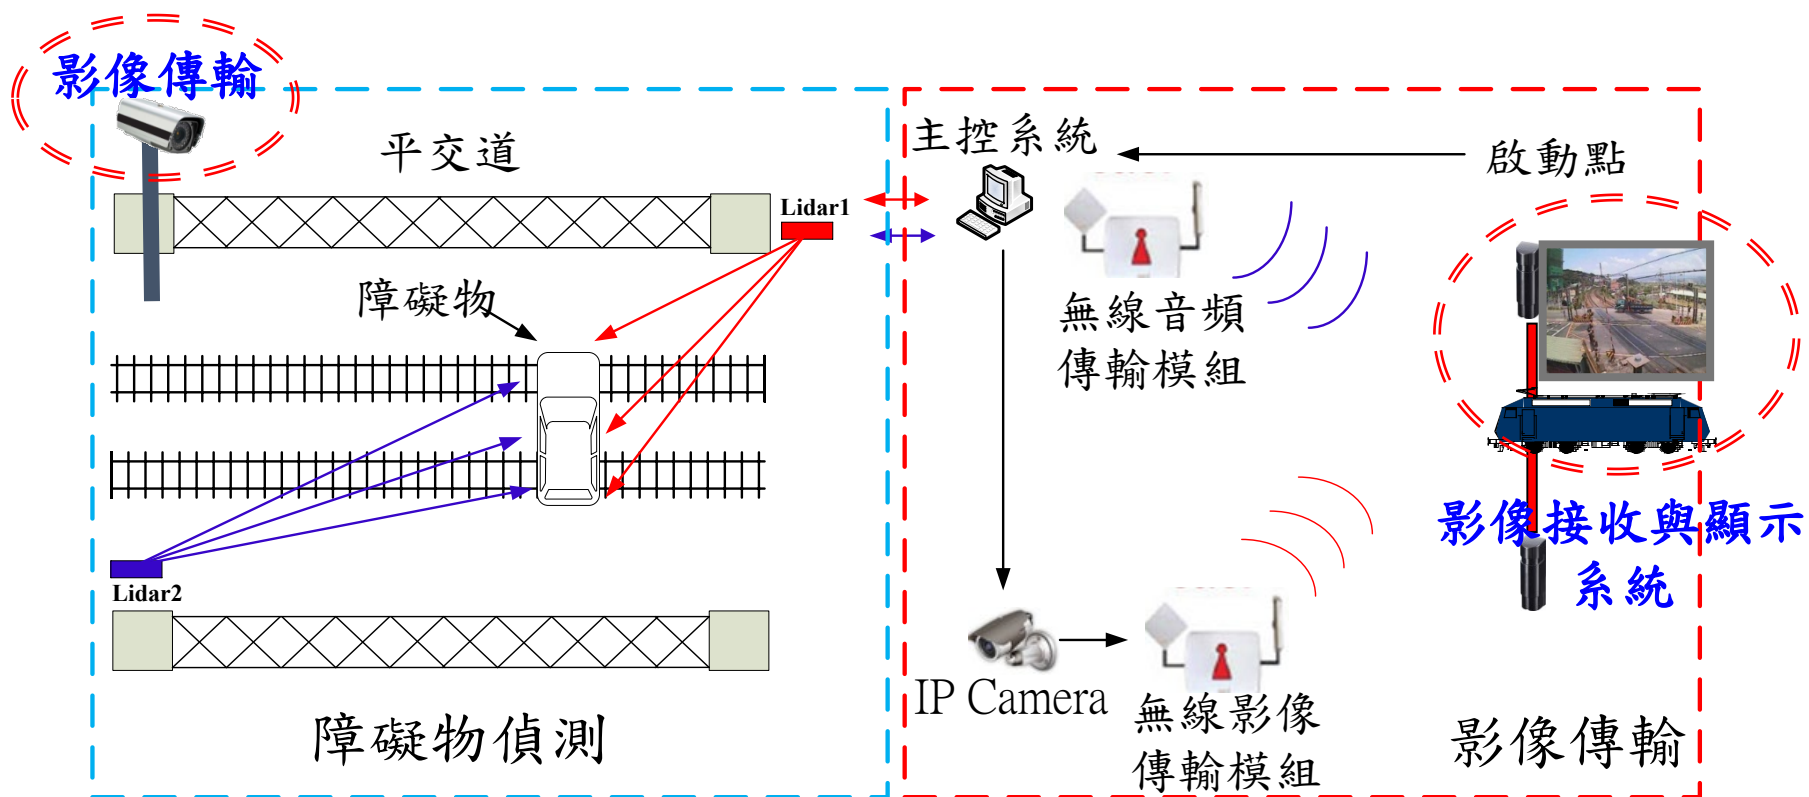 影像傳輸
平交道
Lidar1
障礙物
Lidar2
障礙物偵測
主控系統
啟動點
無線音頻
傳輸模組
影像接收與顯示
系統
IP Camera
無線影像
傳輸模組
影像傳輸